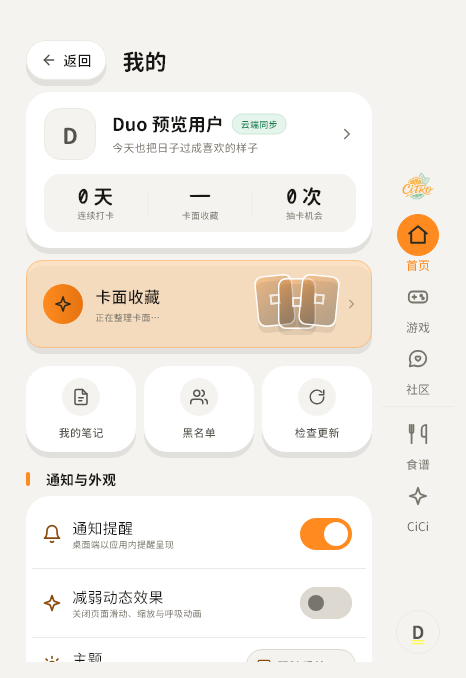 返回
我的
D
Duo 预览用户
云端同步
今天也把日子过成喜欢的样子
0 天
连续打卡
一
卡面收藏
0 次
抽卡机会
卡面收藏
正在整理卡面…
我的笔记
黑名单
检查更新
通知与外观
通知提醒
桌面端以应用内提醒呈现
减弱动态效果
关闭页面滑动、缩放与呼吸动画
主题
Citko
首页
游戏
社区
食谱
CiCi
D